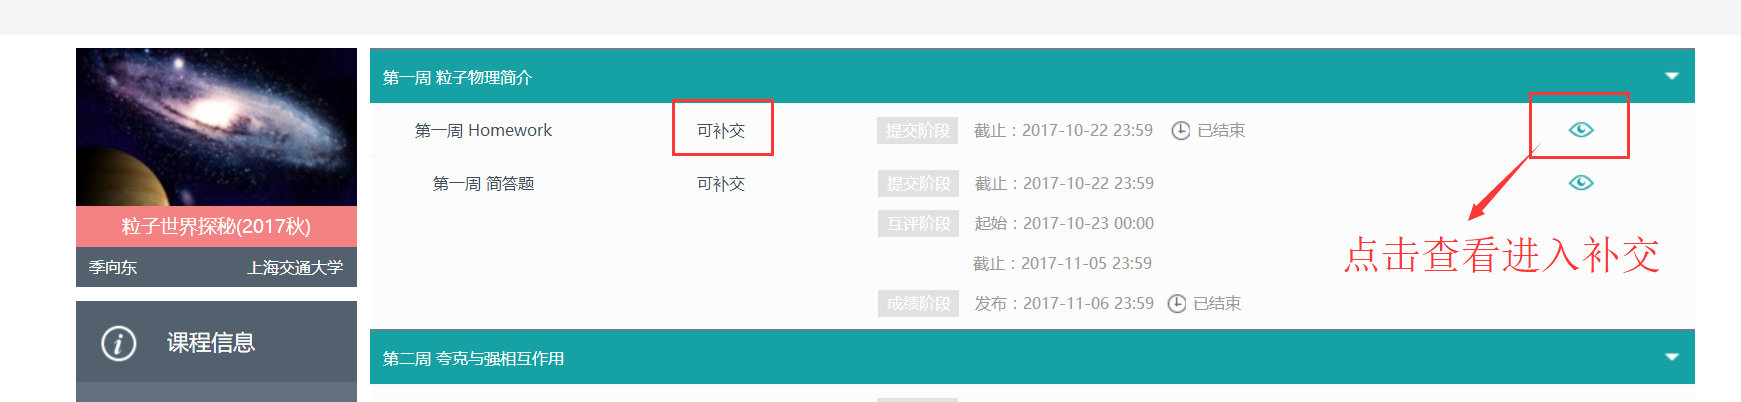 第一周 粒子物理简介
第一周 Homework 可补交 提交阶段 截止：2017-10-22 23:59 已结束
第一周 简答题 可补交 提交阶段 截止：2017-10-22 23:59
互评阶段 起始：2017-10-23 00:00
截止：2017-11-05 23:59
成绩阶段 发布：2017-11-06 23:59 已结束
点击查看进入补交
第二周 夸克与强相互作用
粒子世界探秘(2017秋)
季向东 上海交通大学
课程信息